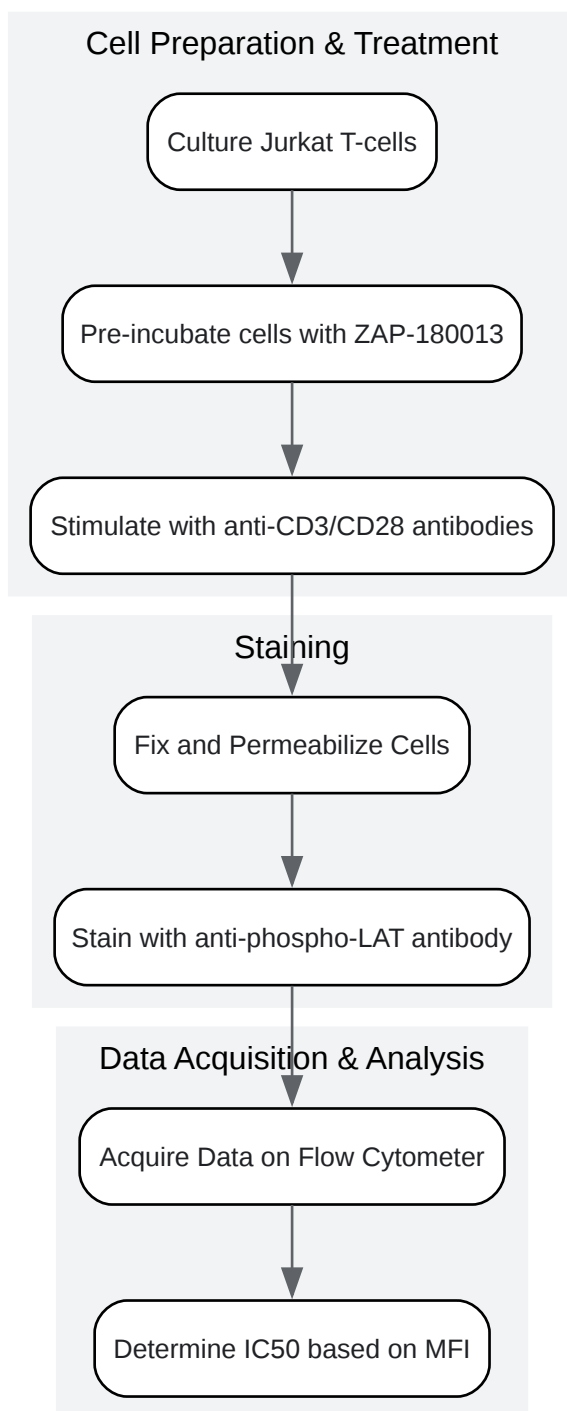 Cell Preparation & Treatment
Culture Jurkat T-cells
Pre-incubate cells with ZAP-180013
Stimulate with anti-CD3/CD28 antibodies
Staining
Fix and Permeabilize Cells
Stain with anti-phospho-LAT antibody
Data Acquisition & Analysis
Acquire Data on Flow Cytometer
Determine IC50 based on MFI